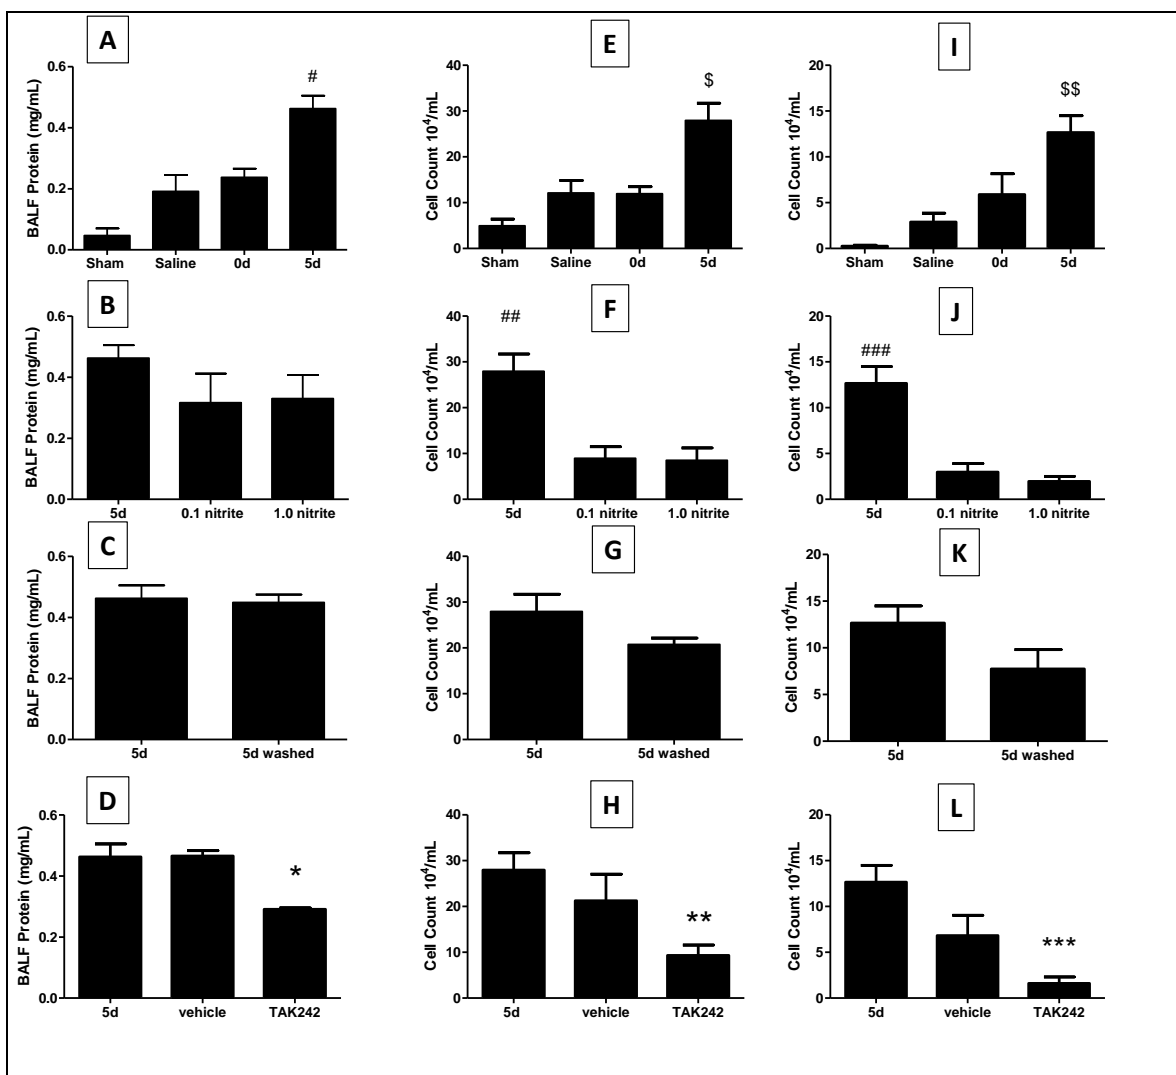 A
BALF Protein (mg/mL)
0.6
0.4
0.2
0.0
#
Sham Saline 0d 5d
E
Cell Count 10⁴/mL
40
30
20
10
0
$
Sham Saline 0d 5d
I
Cell Count 10⁴/mL
20
15
10
5
0
$$
Sham Saline 0d 5d
B
BALF Protein (mg/mL)
0.6
0.4
0.2
0.0
5d 0.1 nitrite 1.0 nitrite
F
Cell Count 10⁴/mL
40
30
20
10
0
##
5d 0.1 nitrite 1.0 nitrite
J
Cell Count 10⁴/mL
20
15
10
5
0
###
5d 0.1 nitrite 1.0 nitrite
C
BALF Protein (mg/mL)
0.6
0.4
0.2
0.0
5d 5d washed
G
Cell Count 10⁴/mL
40
30
20
10
0
5d 5d washed
K
Cell Count 10⁴/mL
20
15
10
5
0
5d 5d washed
D
BALF Protein (mg/mL)
0.6
0.4
0.2
0.0
*
5d vehicle TAK242
H
Cell Count 10⁴/mL
40
30
20
10
0
**
5d vehicle TAK242
L
Cell Count 10⁴/mL
20
15
10
5
0
***
5d vehicle TAK242